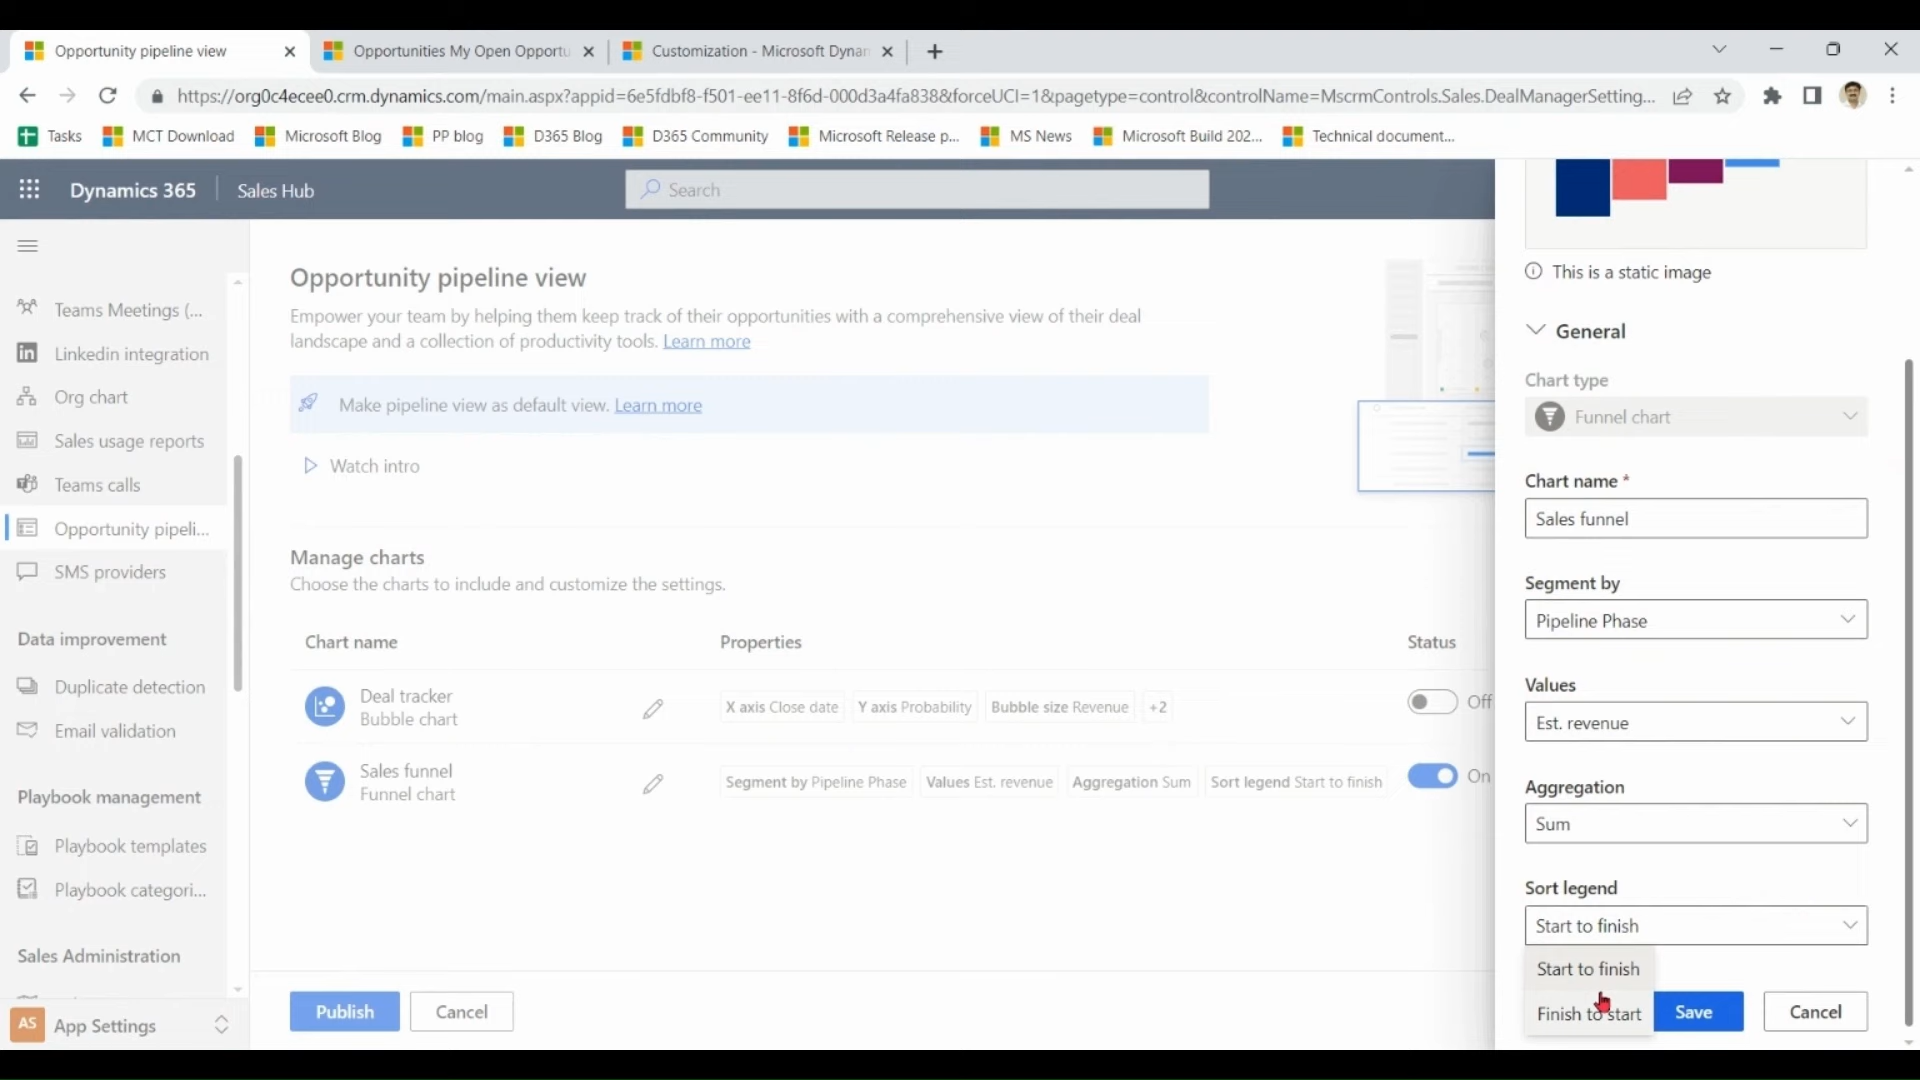 Opportunity pipeline view
Opportunities My Open Opportu
Customization - Microsoft Dynan
https://org0c4ecee0.crm.dynamics.com/main.aspx?appid=6e5fdbf8-f501-ee11-8f6d-000d3a4fa838&forceUCI=1&pagetype=control&controlName=MscrmControls.Sales.DealManagerSetting...
Tasks
MCT Download
Microsoft Blog
PP blog
D365 Blog
D365 Community
Microsoft Release p...
MS News
Microsoft Build 202...
Technical document...
Dynamics 365
Sales Hub
Search
Teams Meetings (...
Linkedin integration
Org chart
Sales usage reports
Teams calls
Opportunity pipeli...
SMS providers
Data improvement
Duplicate detection
Email validation
Playbook management
Playbook templates
Playbook categori...
Sales Administration
AS
App Settings
Opportunity pipeline view
Empower your team by helping them keep track of their opportunities with a comprehensive view of their deal
landscape and a collection of productivity tools. Learn more
Make pipeline view as default view. Learn more
Watch intro
Manage charts
Choose the charts to include and customize the settings.
Chart name
Properties
Status
Deal tracker
Bubble chart
X axis Close date
Y axis Probability
Bubble size Revenue
+2
Off
Sales funnel
Funnel chart
Segment by Pipeline Phase
Values Est. revenue
Aggregation Sum
Sort legend Start to finish
On
Publish
Cancel
This is a static image
General
Chart type
Funnel chart
Chart name *
Sales funnel
Segment by
Pipeline Phase
Values
Est. revenue
Aggregation
Sum
Sort legend
Start to finish
Start to finish
Finish to start
Save
Cancel